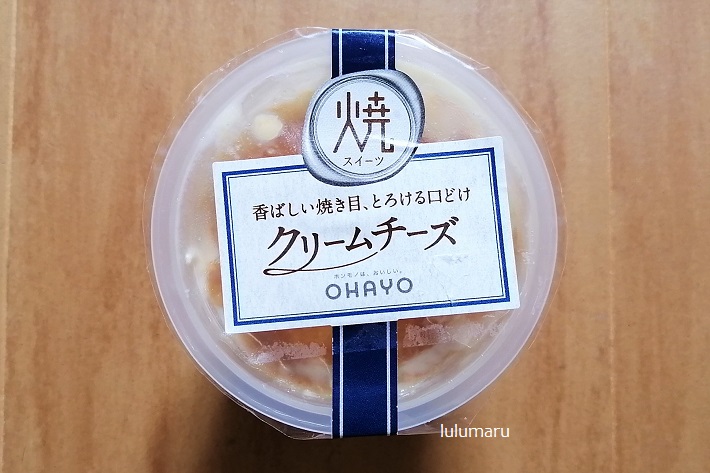 焼
スイーツ
香ばしい焼き目、とろける口どけ
クリームチーズ
ホンモノは、おいしい。
OHAYO
lulumaru